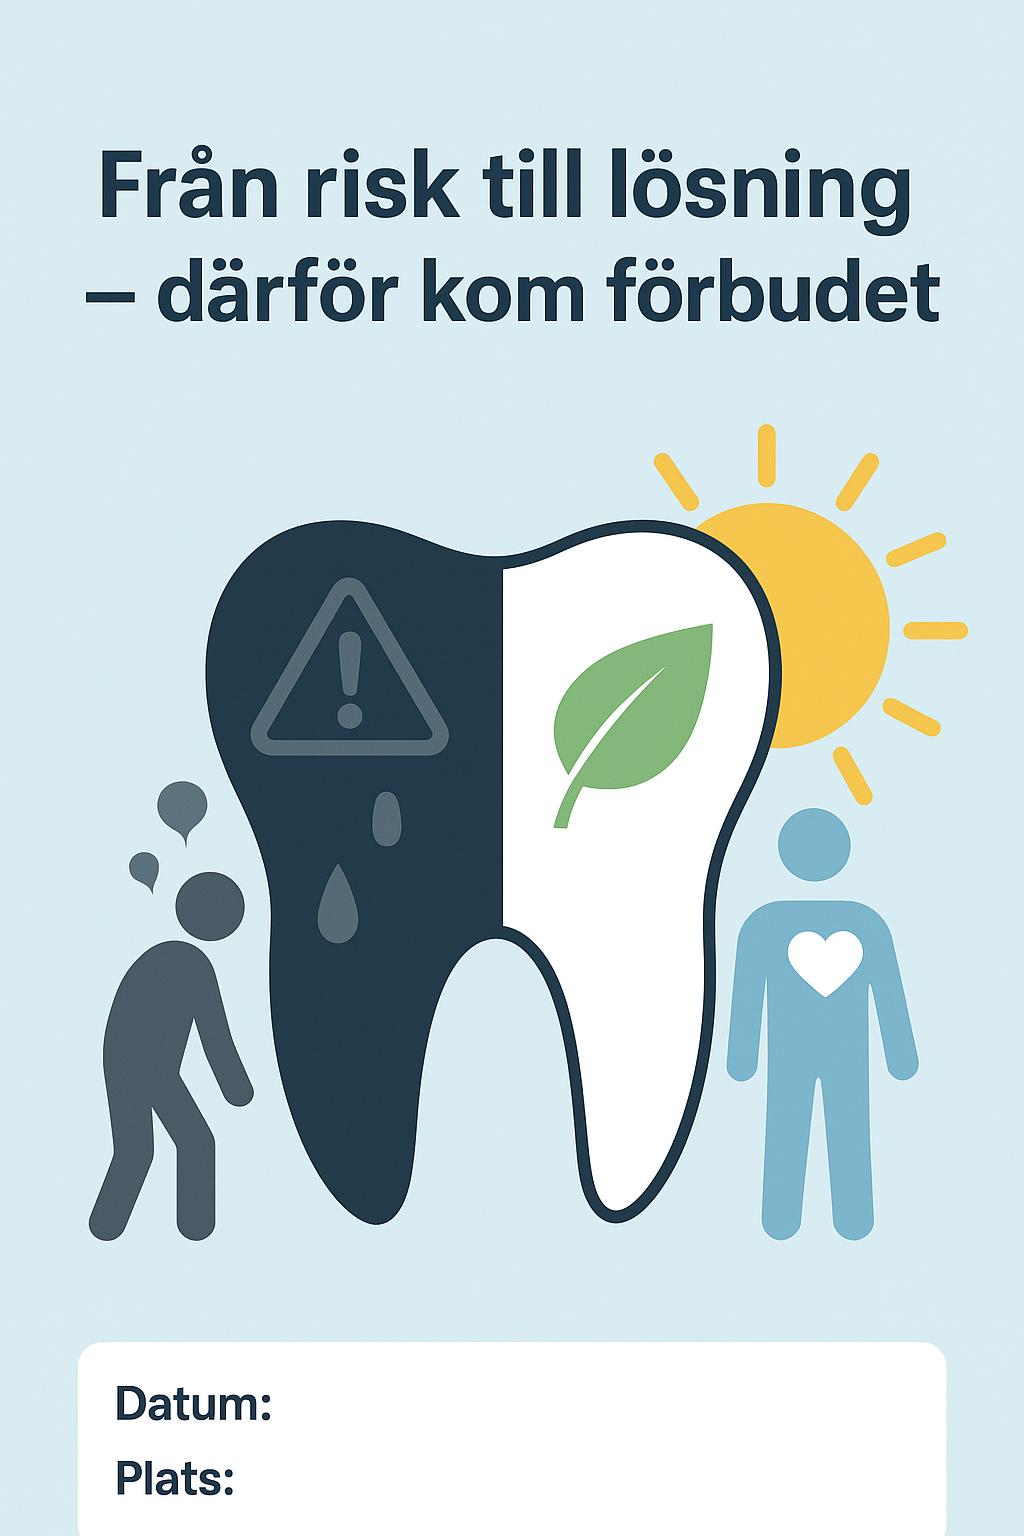 Från risk till lösning
– därför kom förbudet
Datum:
Plats: